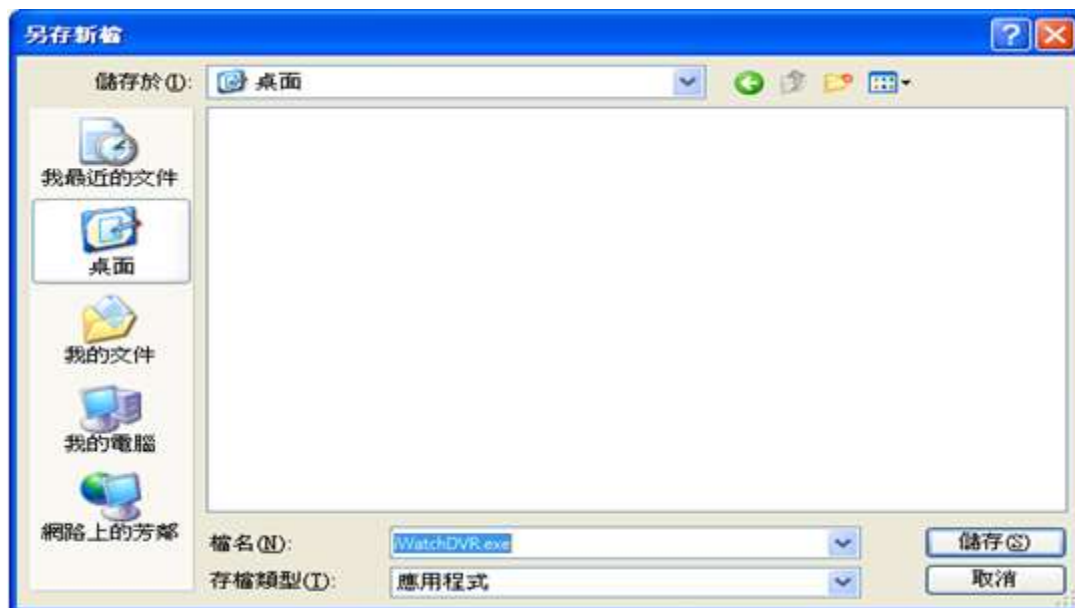 另存新檔
儲存於(I):
桌面
我最近的文件
桌面
我的文件
我的電腦
網路上的芳鄰
檔名(N):
iWatchDVR.exe
儲存(S)
存檔類型(T):
應用程式
取消